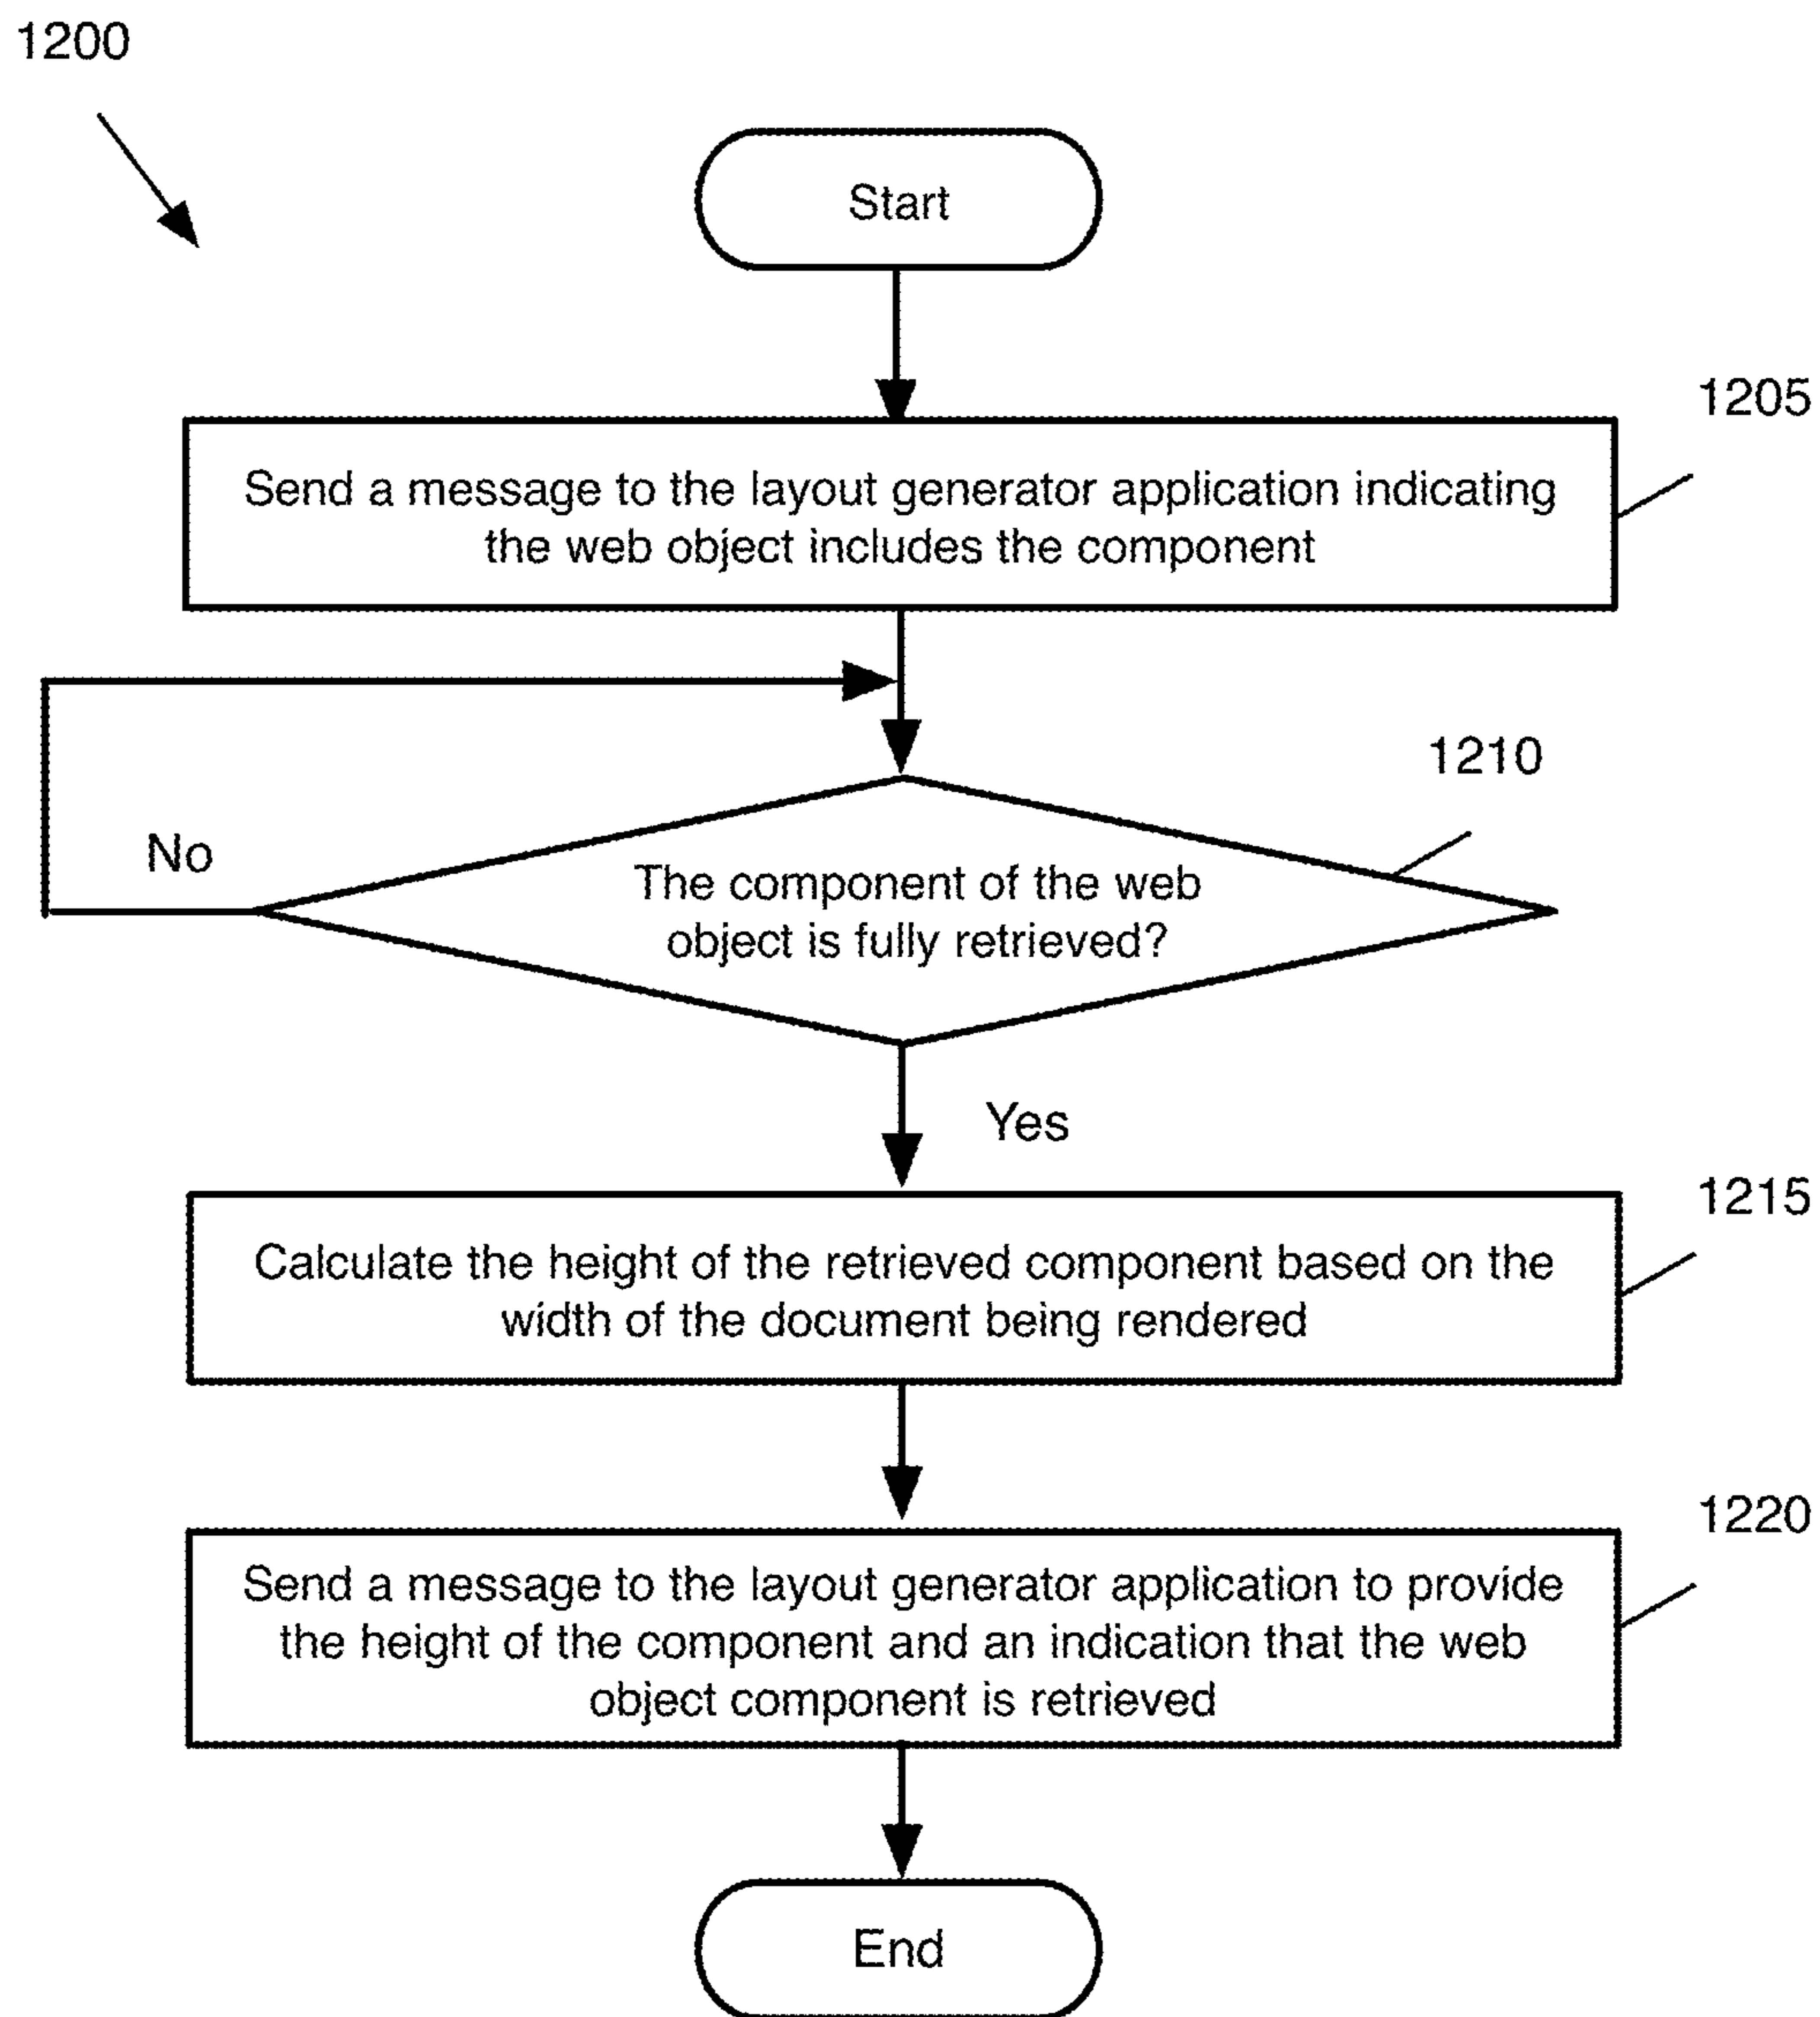 1200
Start
1205
Send a message to the layout generator application indicating
the web object includes the component
1210
No
The component of the web
object is fully retrieved?
Yes
1215
Calculate the height of the retrieved component based on the
width of the document being rendered
1220
Send a message to the layout generator application to provide
the height of the component and an indication that the web
object component is retrieved
End